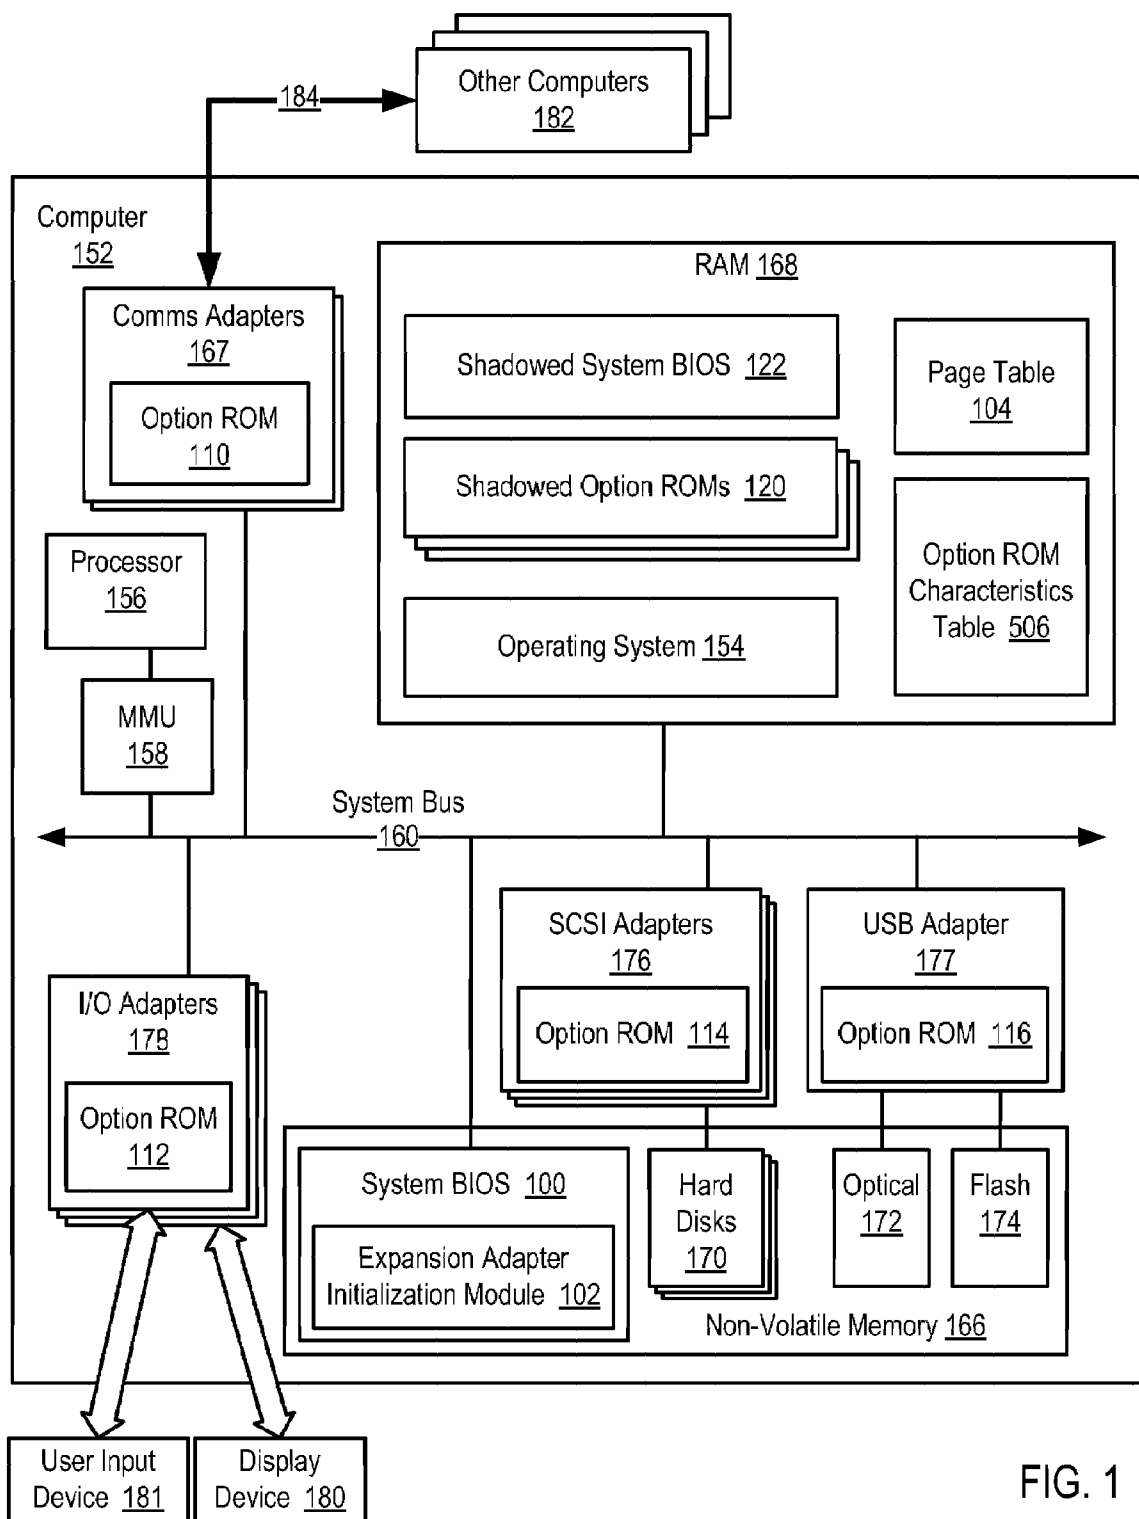 Other Computers
182
184
Computer
152
RAM 168
Comms Adapters
167
Option ROM
110
Shadowed System BIOS 122
Page Table
104
Shadowed Option ROMs 120
Option ROM
Characteristics
Table 506
Processor
156
Operating System 154
MMU
158
System Bus
160
SCSI Adapters
176
Option ROM 114
USB Adapter
177
Option ROM 116
I/O Adapters
178
Option ROM
112
System BIOS 100
Expansion Adapter
Initialization Module 102
Hard
Disks
170
Optical
172
Flash
174
Non-Volatile Memory 166
User Input
Device 181
Display
Device 180
FIG. 1